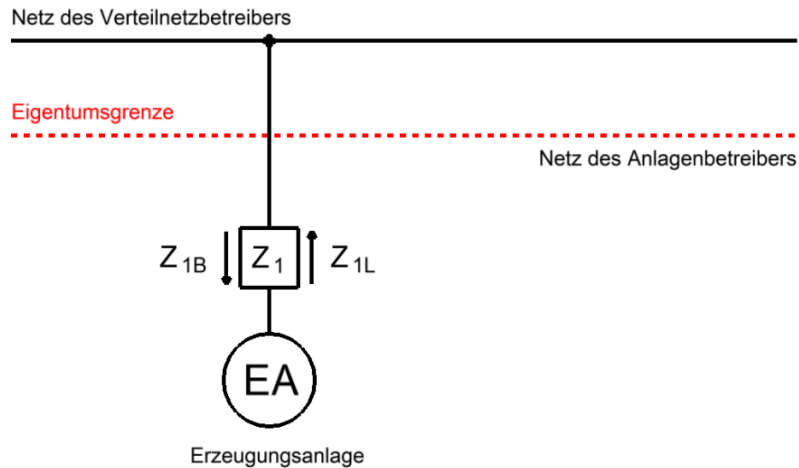 Netz des Verteilnetzbetreibers
Eigentumsgrenze
Netz des Anlagenbetreibers
Z1B Z1 Z1L
EA
Erzeugungsanlage